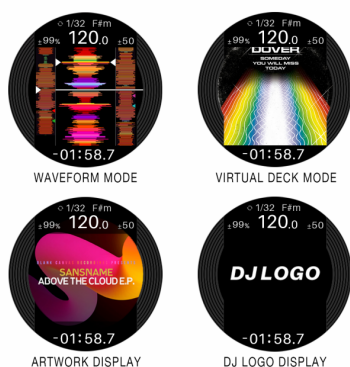 ◇ 1/32 F#m
±99% 120.0 ±50
-01:58.7
WAVEFORM MODE
◇ 1/32 F#m
±99% 120.0 ±50
DOVER
SOMEDAY
YOU WILL MISS
TODAY
-01:58.7
VIRTUAL DECK MODE
◇ 1/32 F#m
±99% 120.0 ±50
SANSNAME
ADOVE THE CLOUD E.P.
-01:58.7
ARTWORK DISPLAY
◇ 1/32 F#m
±99% 120.0 ±50
DJ LOGO
-01:58.7
DJ LOGO DISPLAY